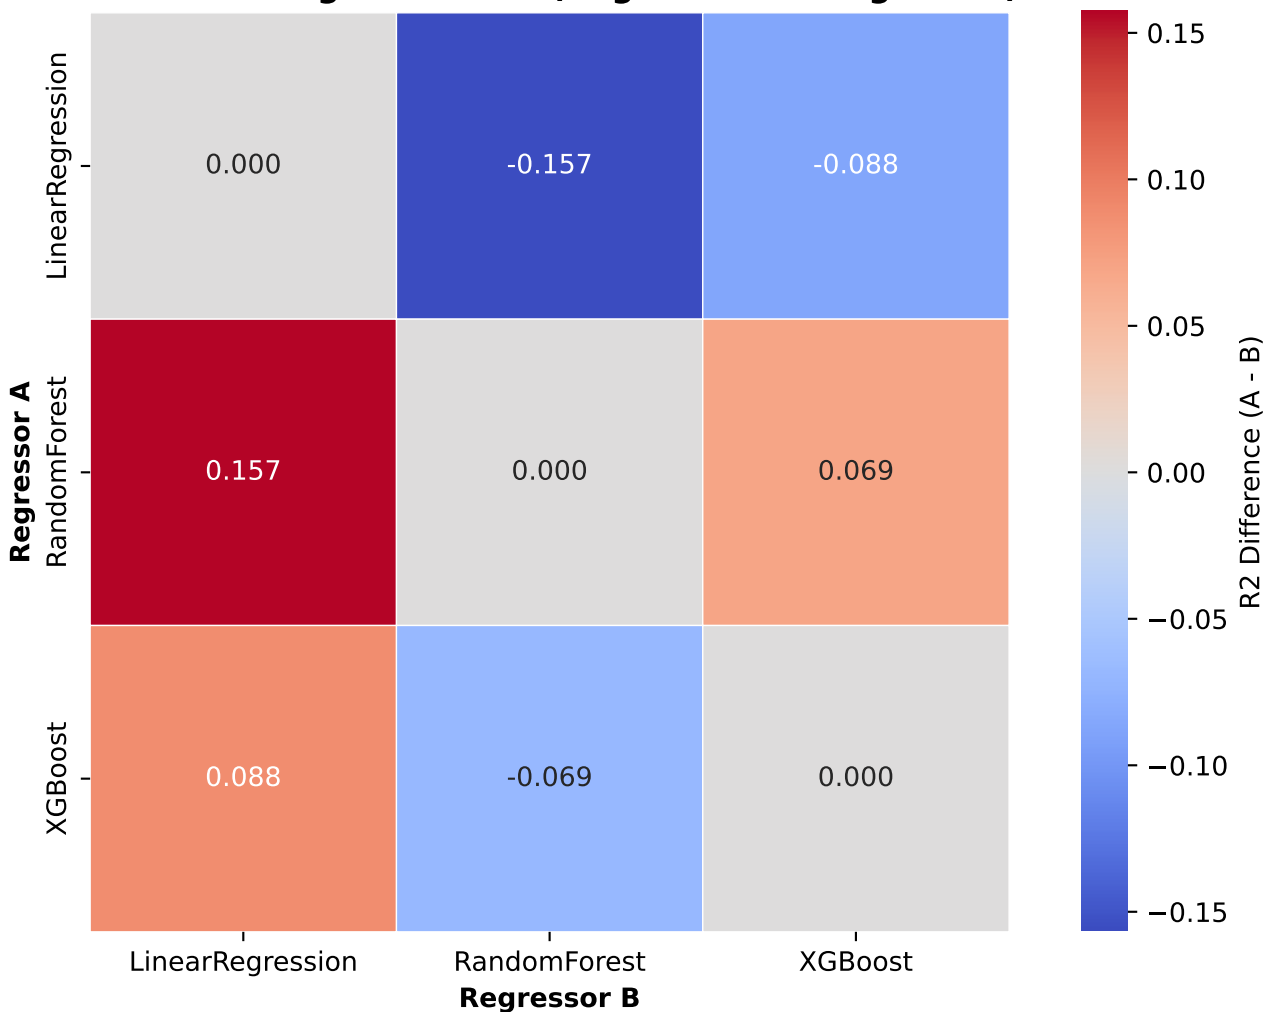 LinearRegression
RandomForest
XGBoost
Regressor A
0.000
-0.157
-0.088
0.157
0.000
0.069
0.088
-0.069
0.000
LinearRegression
RandomForest
XGBoost
Regressor B
0.15
0.10
0.05
0.00
−0.05
−0.10
−0.15
R2 Difference (A - B)